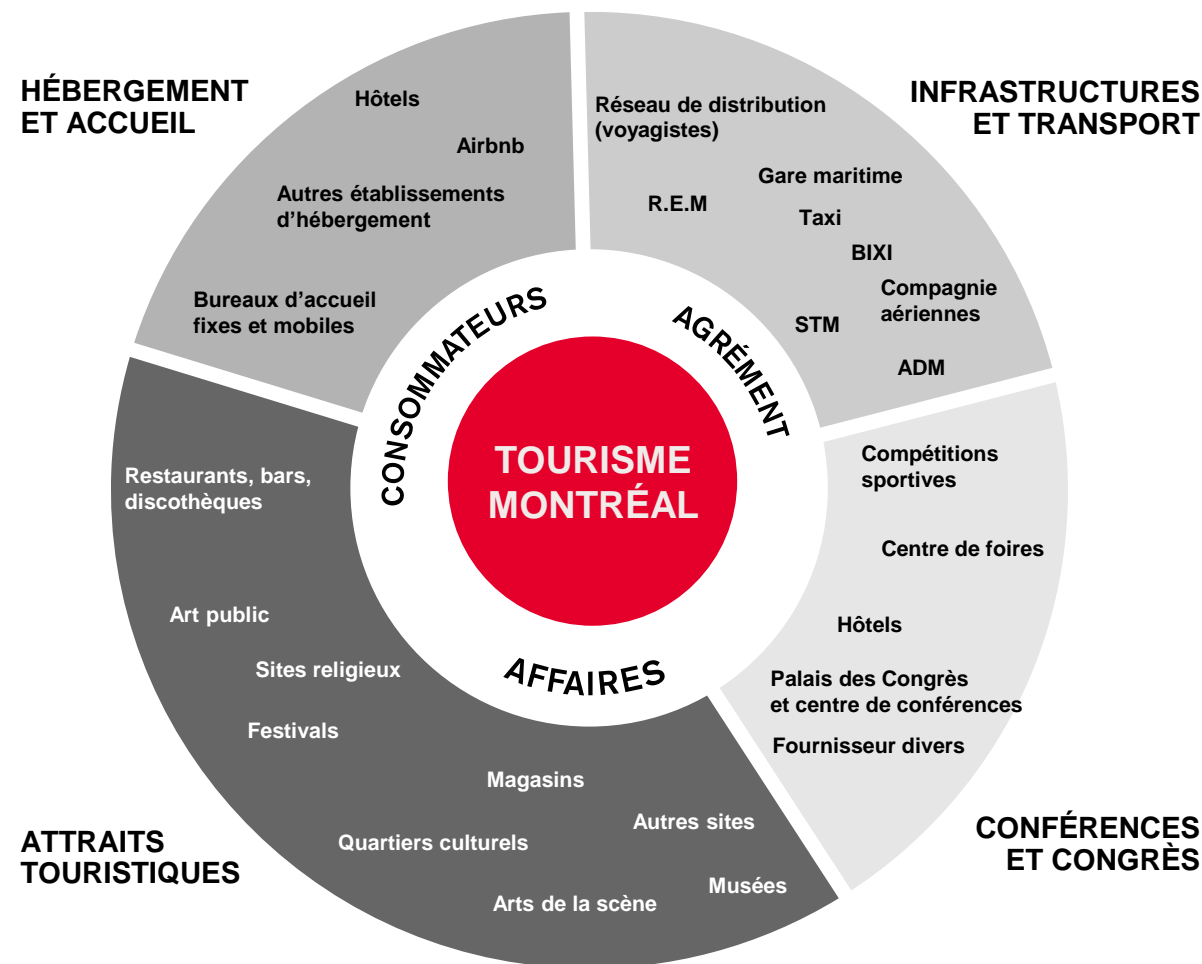 HÉBERGEMENT
ET ACCUEIL
Hôtels
Airbnb
Autres établissements
d’hébergement
Bureaux d’accueil
fixes et mobiles
INFRASTRUCTURES
ET TRANSPORT
Réseau de distribution
(voyagistes)
Gare maritime
R.E.M
Taxi
BIXI
Compagnie
aériennes
STM
ADM
CONSOMMATEURS
AGRÉMENT
AFFAIRES
TOURISME
MONTRÉAL
Compétitions
sportives
Centre de foires
Hôtels
Palais des Congrès
et centre de conférences
Fournisseur divers
CONFÉRENCES
ET CONGRÈS
Restaurants, bars,
discothèques
Art public
Sites religieux
Festivals
Magasins
Autres sites
Quartiers culturels
Musées
Arts de la scène
ATTRAITS
TOURISTIQUES